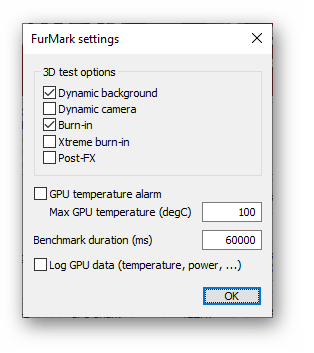 FurMark settings
3D test options
Dynamic background
Dynamic camera
Burn-in
Xtreme burn-in
Post-FX
GPU temperature alarm
Max GPU temperature (degC) 100
Benchmark duration (ms) 60000
Log GPU data (temperature, power, ...)
OK